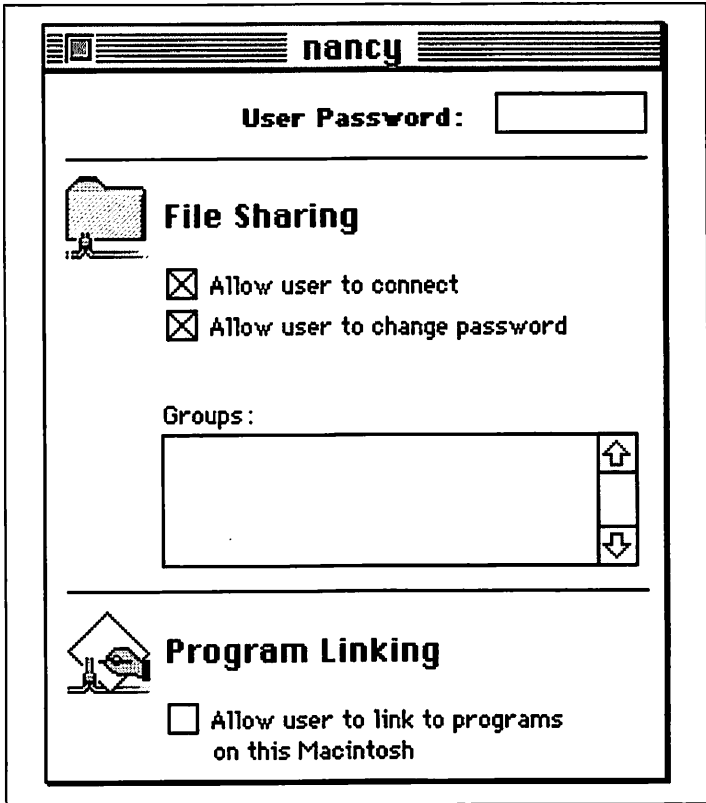 nancy
User Password:
File Sharing
Allow user to connect
Allow user to change password
Groups:
Program Linking
Allow user to link to programs
on this Macintosh